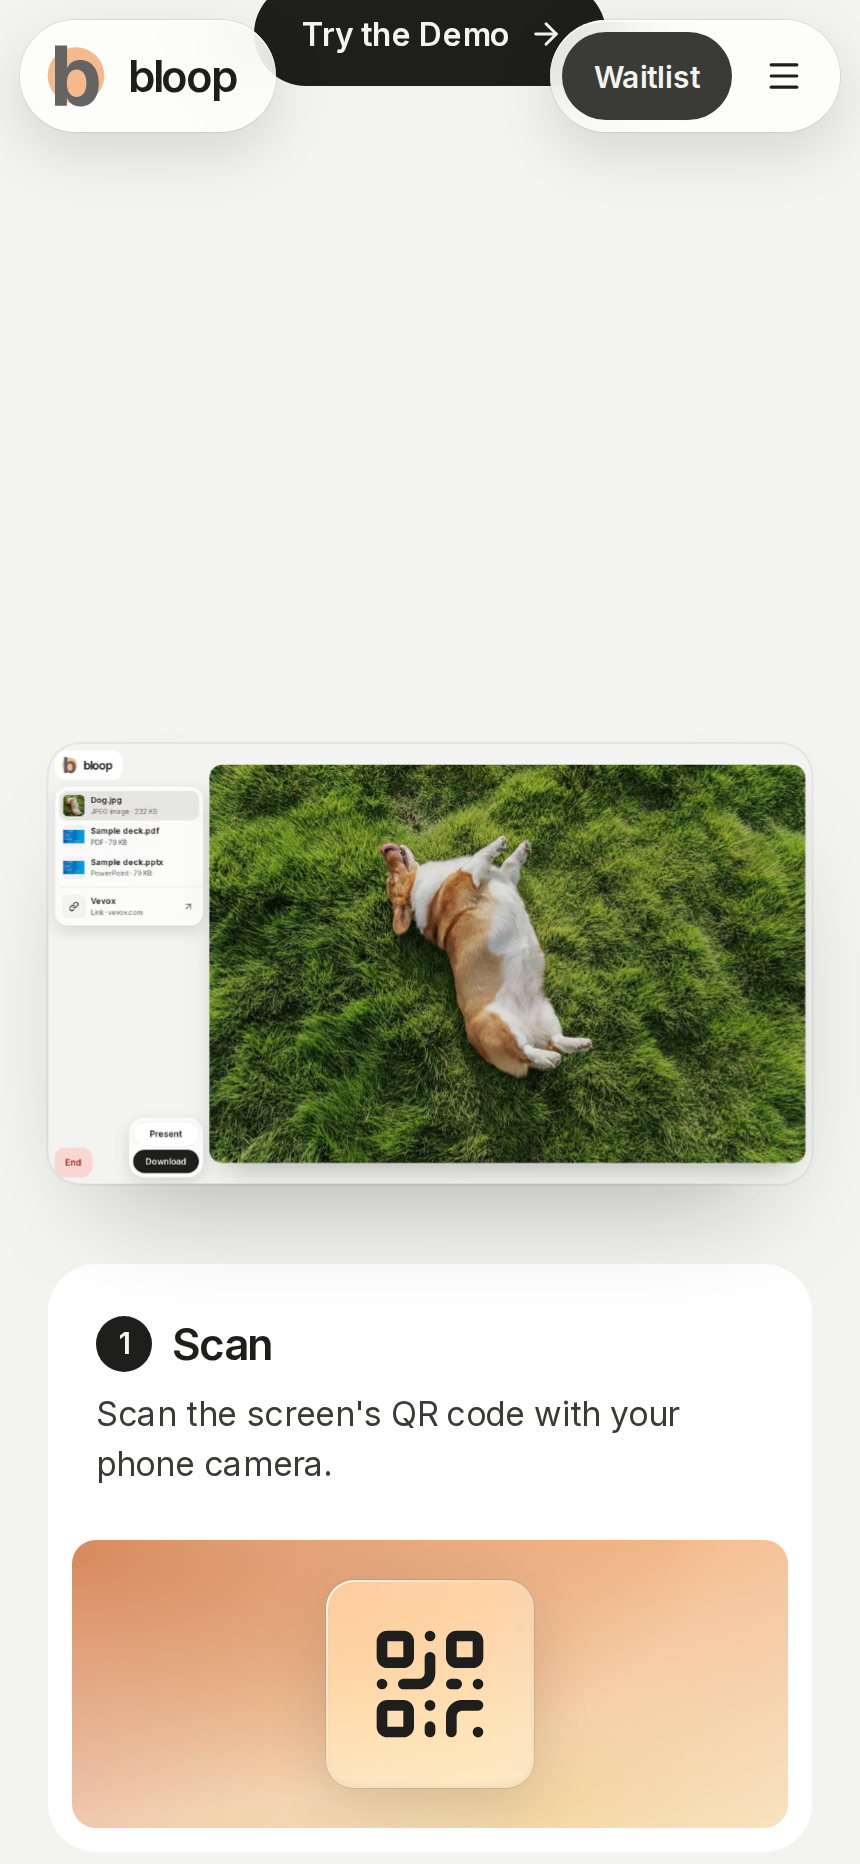 Try the Demo
bloop
Waitlist
bloop
Dog.jpg
JPEG image · 232 KB
Sample deck.pdf
PDF · 79 KB
Sample deck.pptx
PowerPoint · 79 KB
Vevox
Link · vevox.com
Present
End
Download
1 Scan
Scan the screen's QR code with your
phone camera.